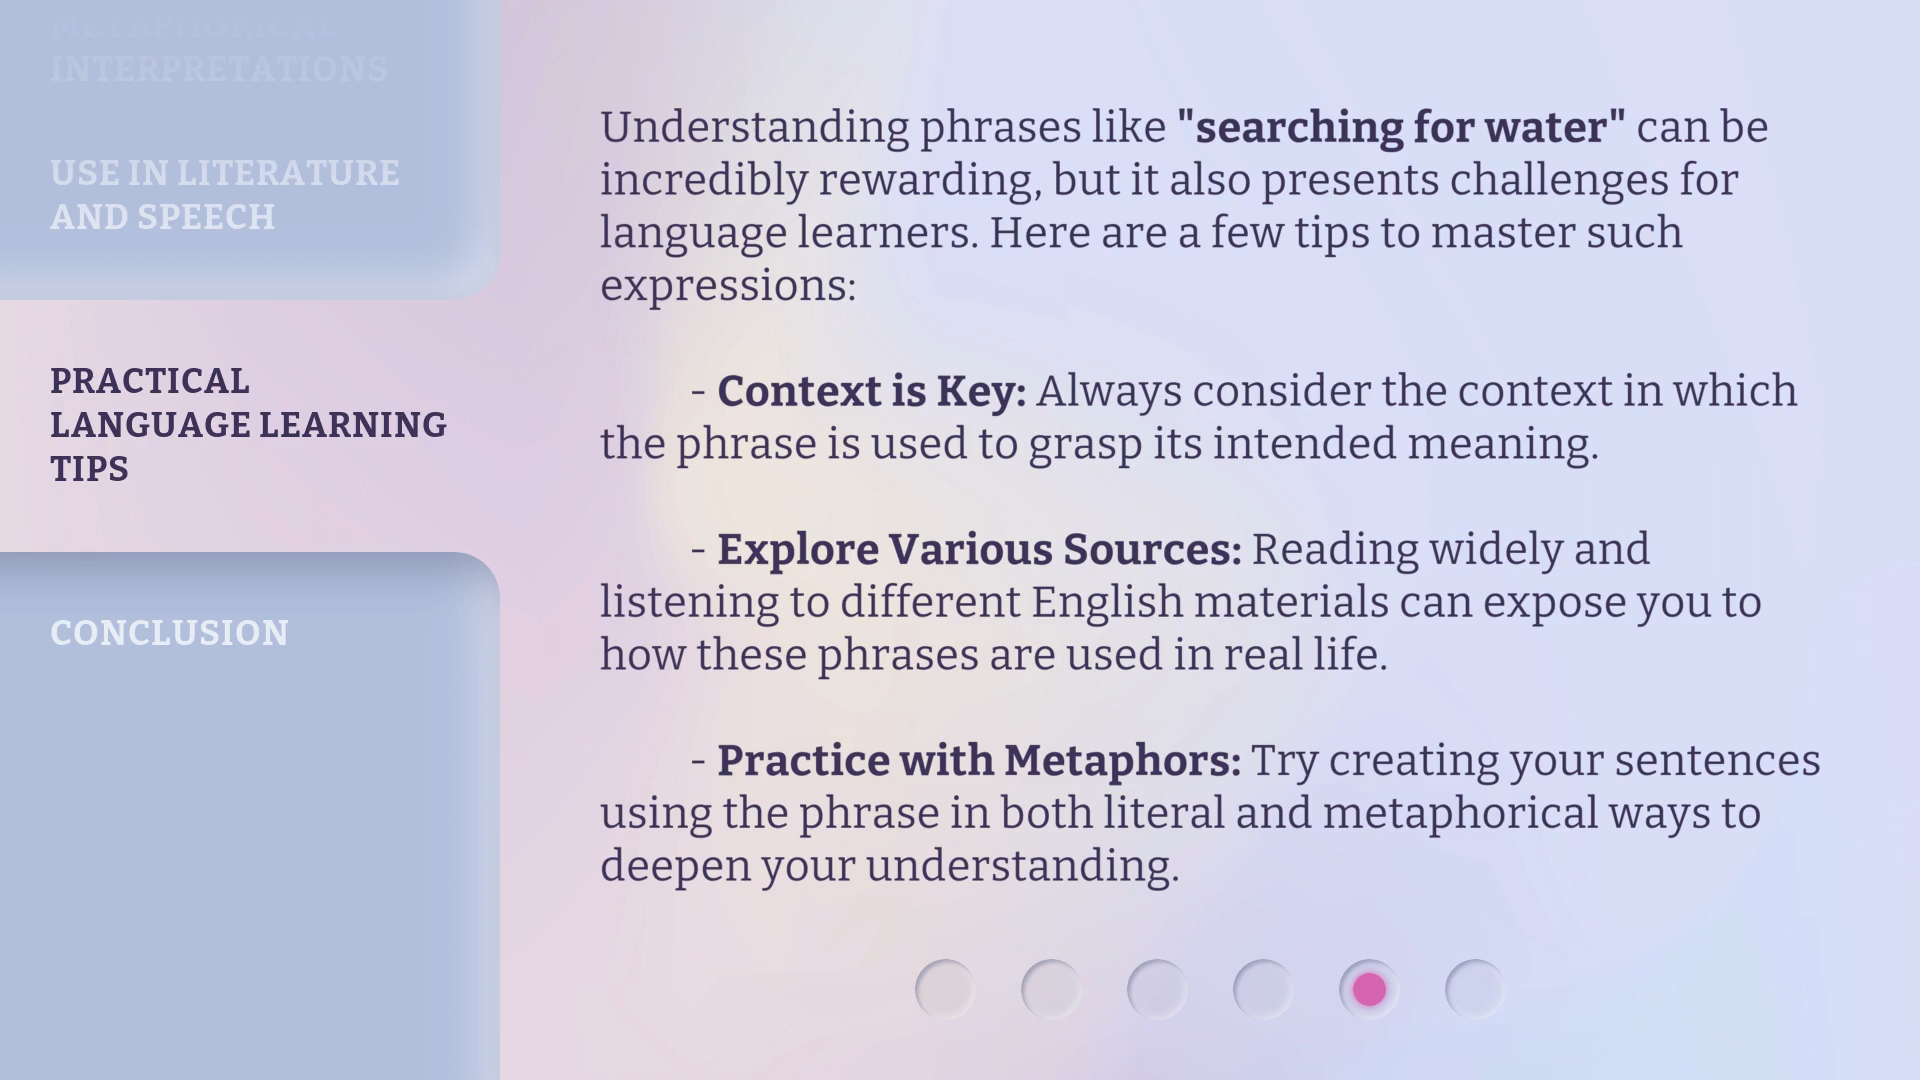 METAPHORICAL
INTERPRETATIONS
USE IN LITERATURE
AND SPEECH
PRACTICAL
LANGUAGE LEARNING
TIPS
CONCLUSION
Understanding phrases like "searching for water" can be
incredibly rewarding, but it also presents challenges for
language learners. Here are a few tips to master such
expressions:
- Context is Key: Always consider the context in which
the phrase is used to grasp its intended meaning.
- Explore Various Sources: Reading widely and
listening to different English materials can expose you to
how these phrases are used in real life.
- Practice with Metaphors: Try creating your sentences
using the phrase in both literal and metaphorical ways to
deepen your understanding.